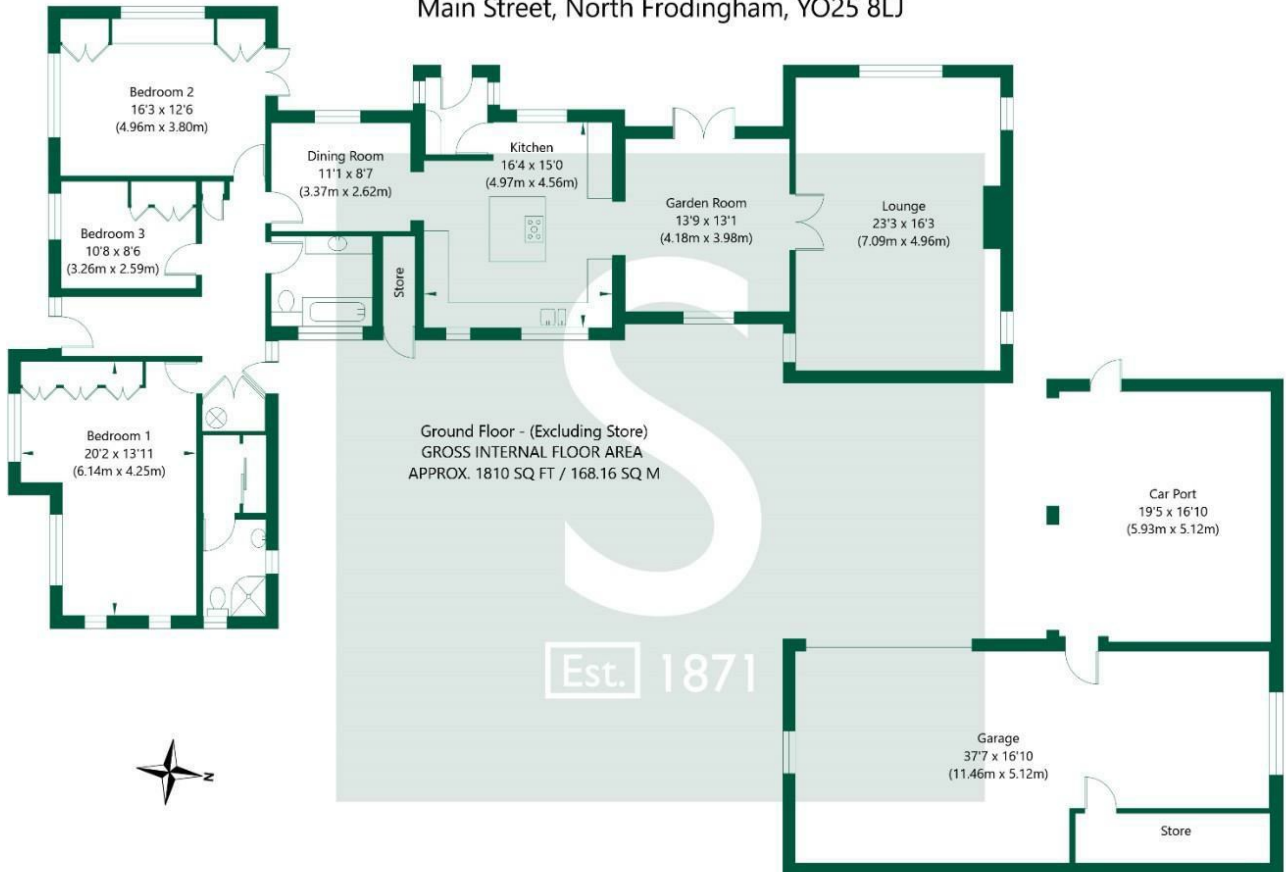 Main Street, North Frodingham, YO25 8LJ
Bedroom 2
16'3 x 12'6
(4.96m x 3.80m)
Dining Room
11'1 x 8'7
(3.37m x 2.62m)
Kitchen
16'4 x 15'0
(4.97m x 4.56m)
Garden Room
13'9 x 13'1
(4.18m x 3.98m)
Lounge
23'3 x 16'3
(7.09m x 4.96m)
Bedroom 3
10'8 x 8'6
(3.26m x 2.59m)
Store
Bedroom 1
20'2 x 13'11
(6.14m x 4.25m)
Ground Floor - (Excluding Store)
GROSS INTERNAL FLOOR AREA
APPROX. 1810 SQ FT / 168.16 SQ M
Car Port
19'5 x 16'10
(5.93m x 5.12m)
S
Est. 1871
N
Garage
37'7 x 16'10
(11.46m x 5.12m)
Store